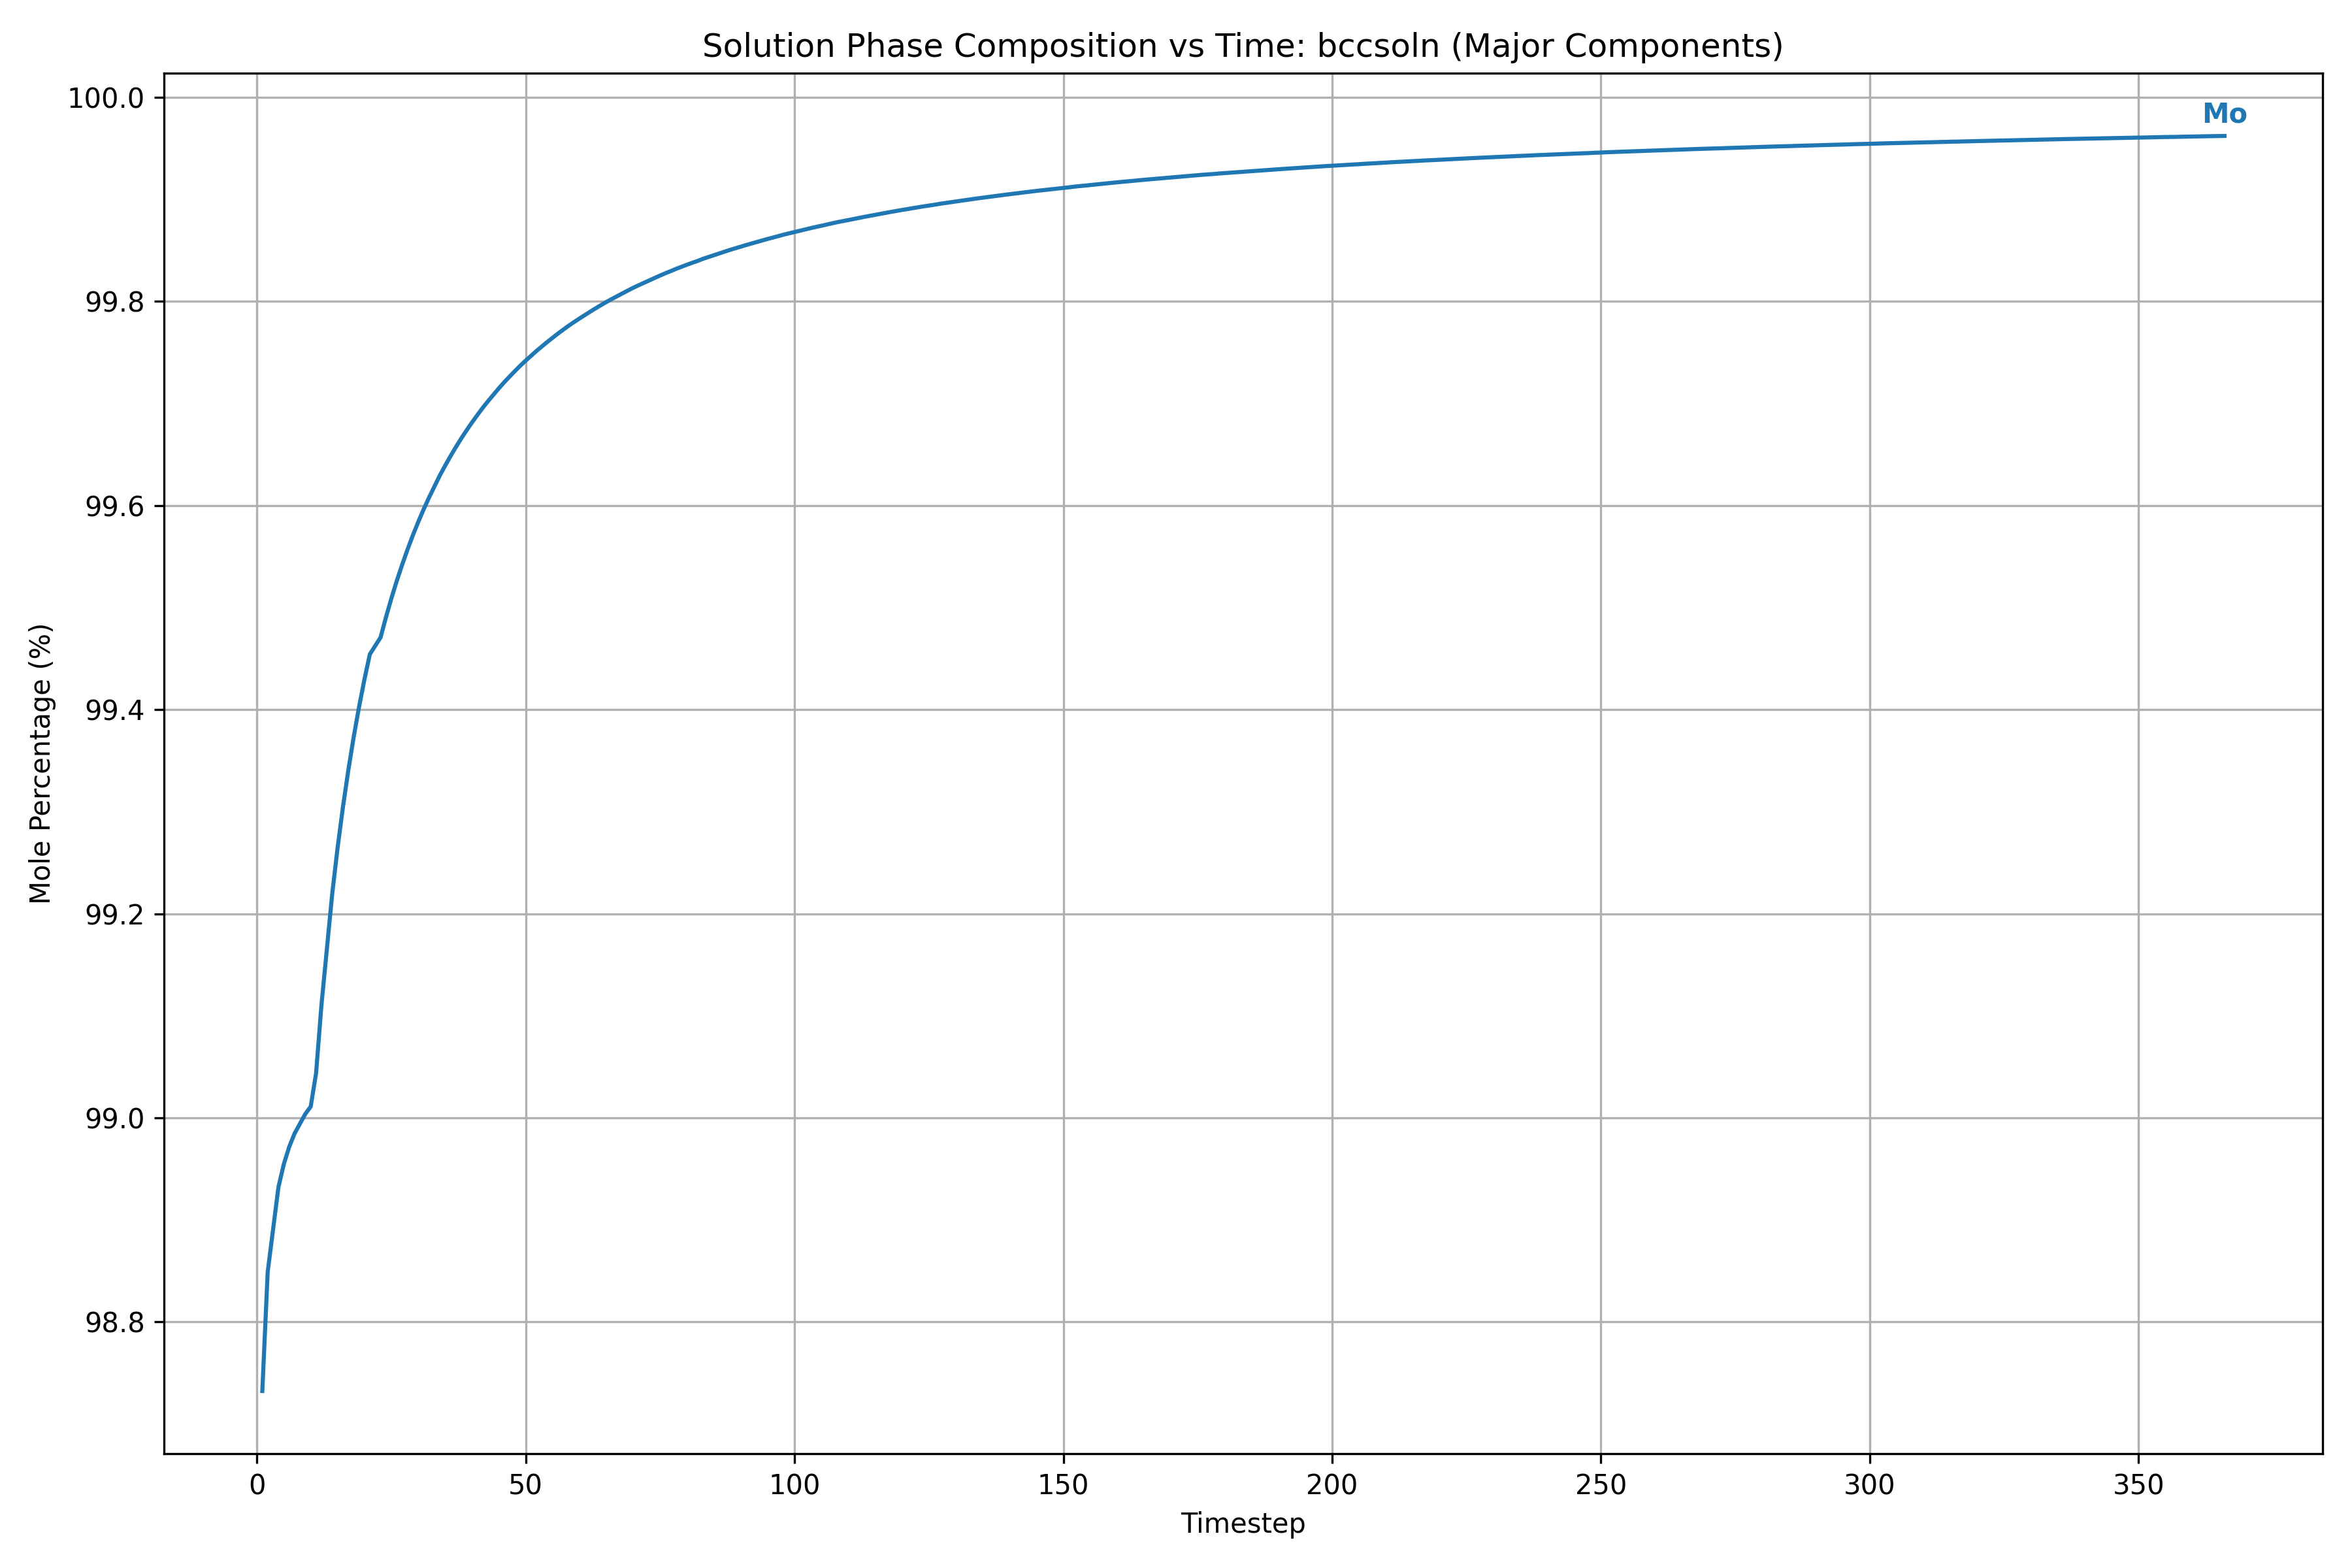 Solution Phase Composition vs Time: bccsoln (Major Components)
100.0
99.8
99.6
99.4
99.2
99.0
98.8
Mole Percentage (%)
Mo
0 50 100 150 200 250 300 350
Timestep